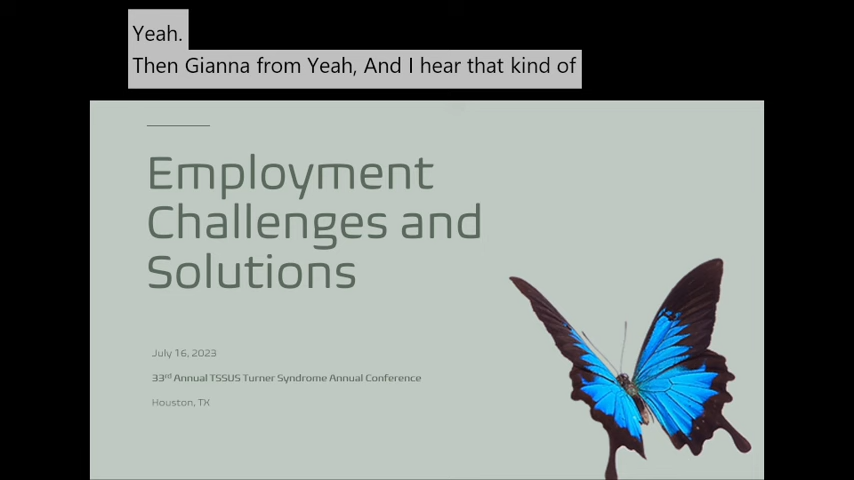 Yeah.
Then Gianna from Yeah, And I hear that kind of
Employment
Challenges and
Solutions
July 16, 2023
33rd Annual TSSUS Turner Syndrome Annual Conference
Houston, TX